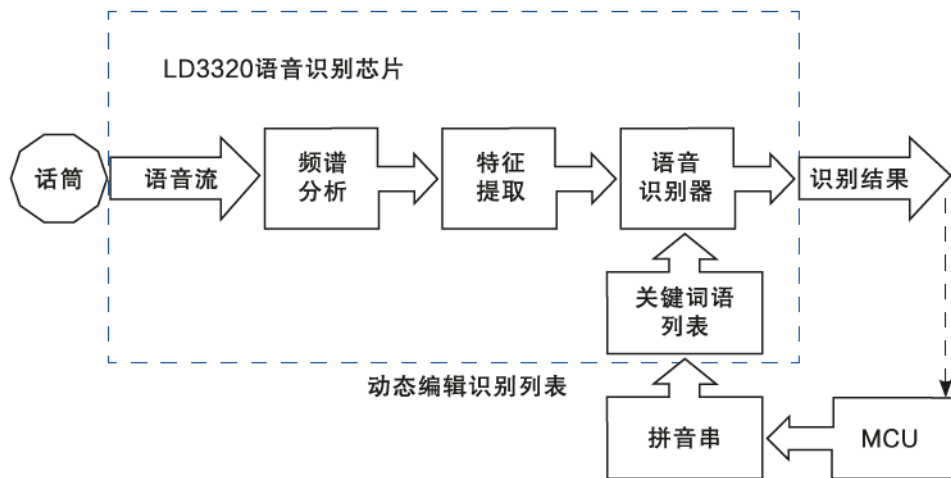 LD3320语音识别芯片
话筒
语音流
频谱
分析
特征
提取
语音
识别器
识别结果
关键词语
列表
动态编辑识别列表
拼音串
MCU